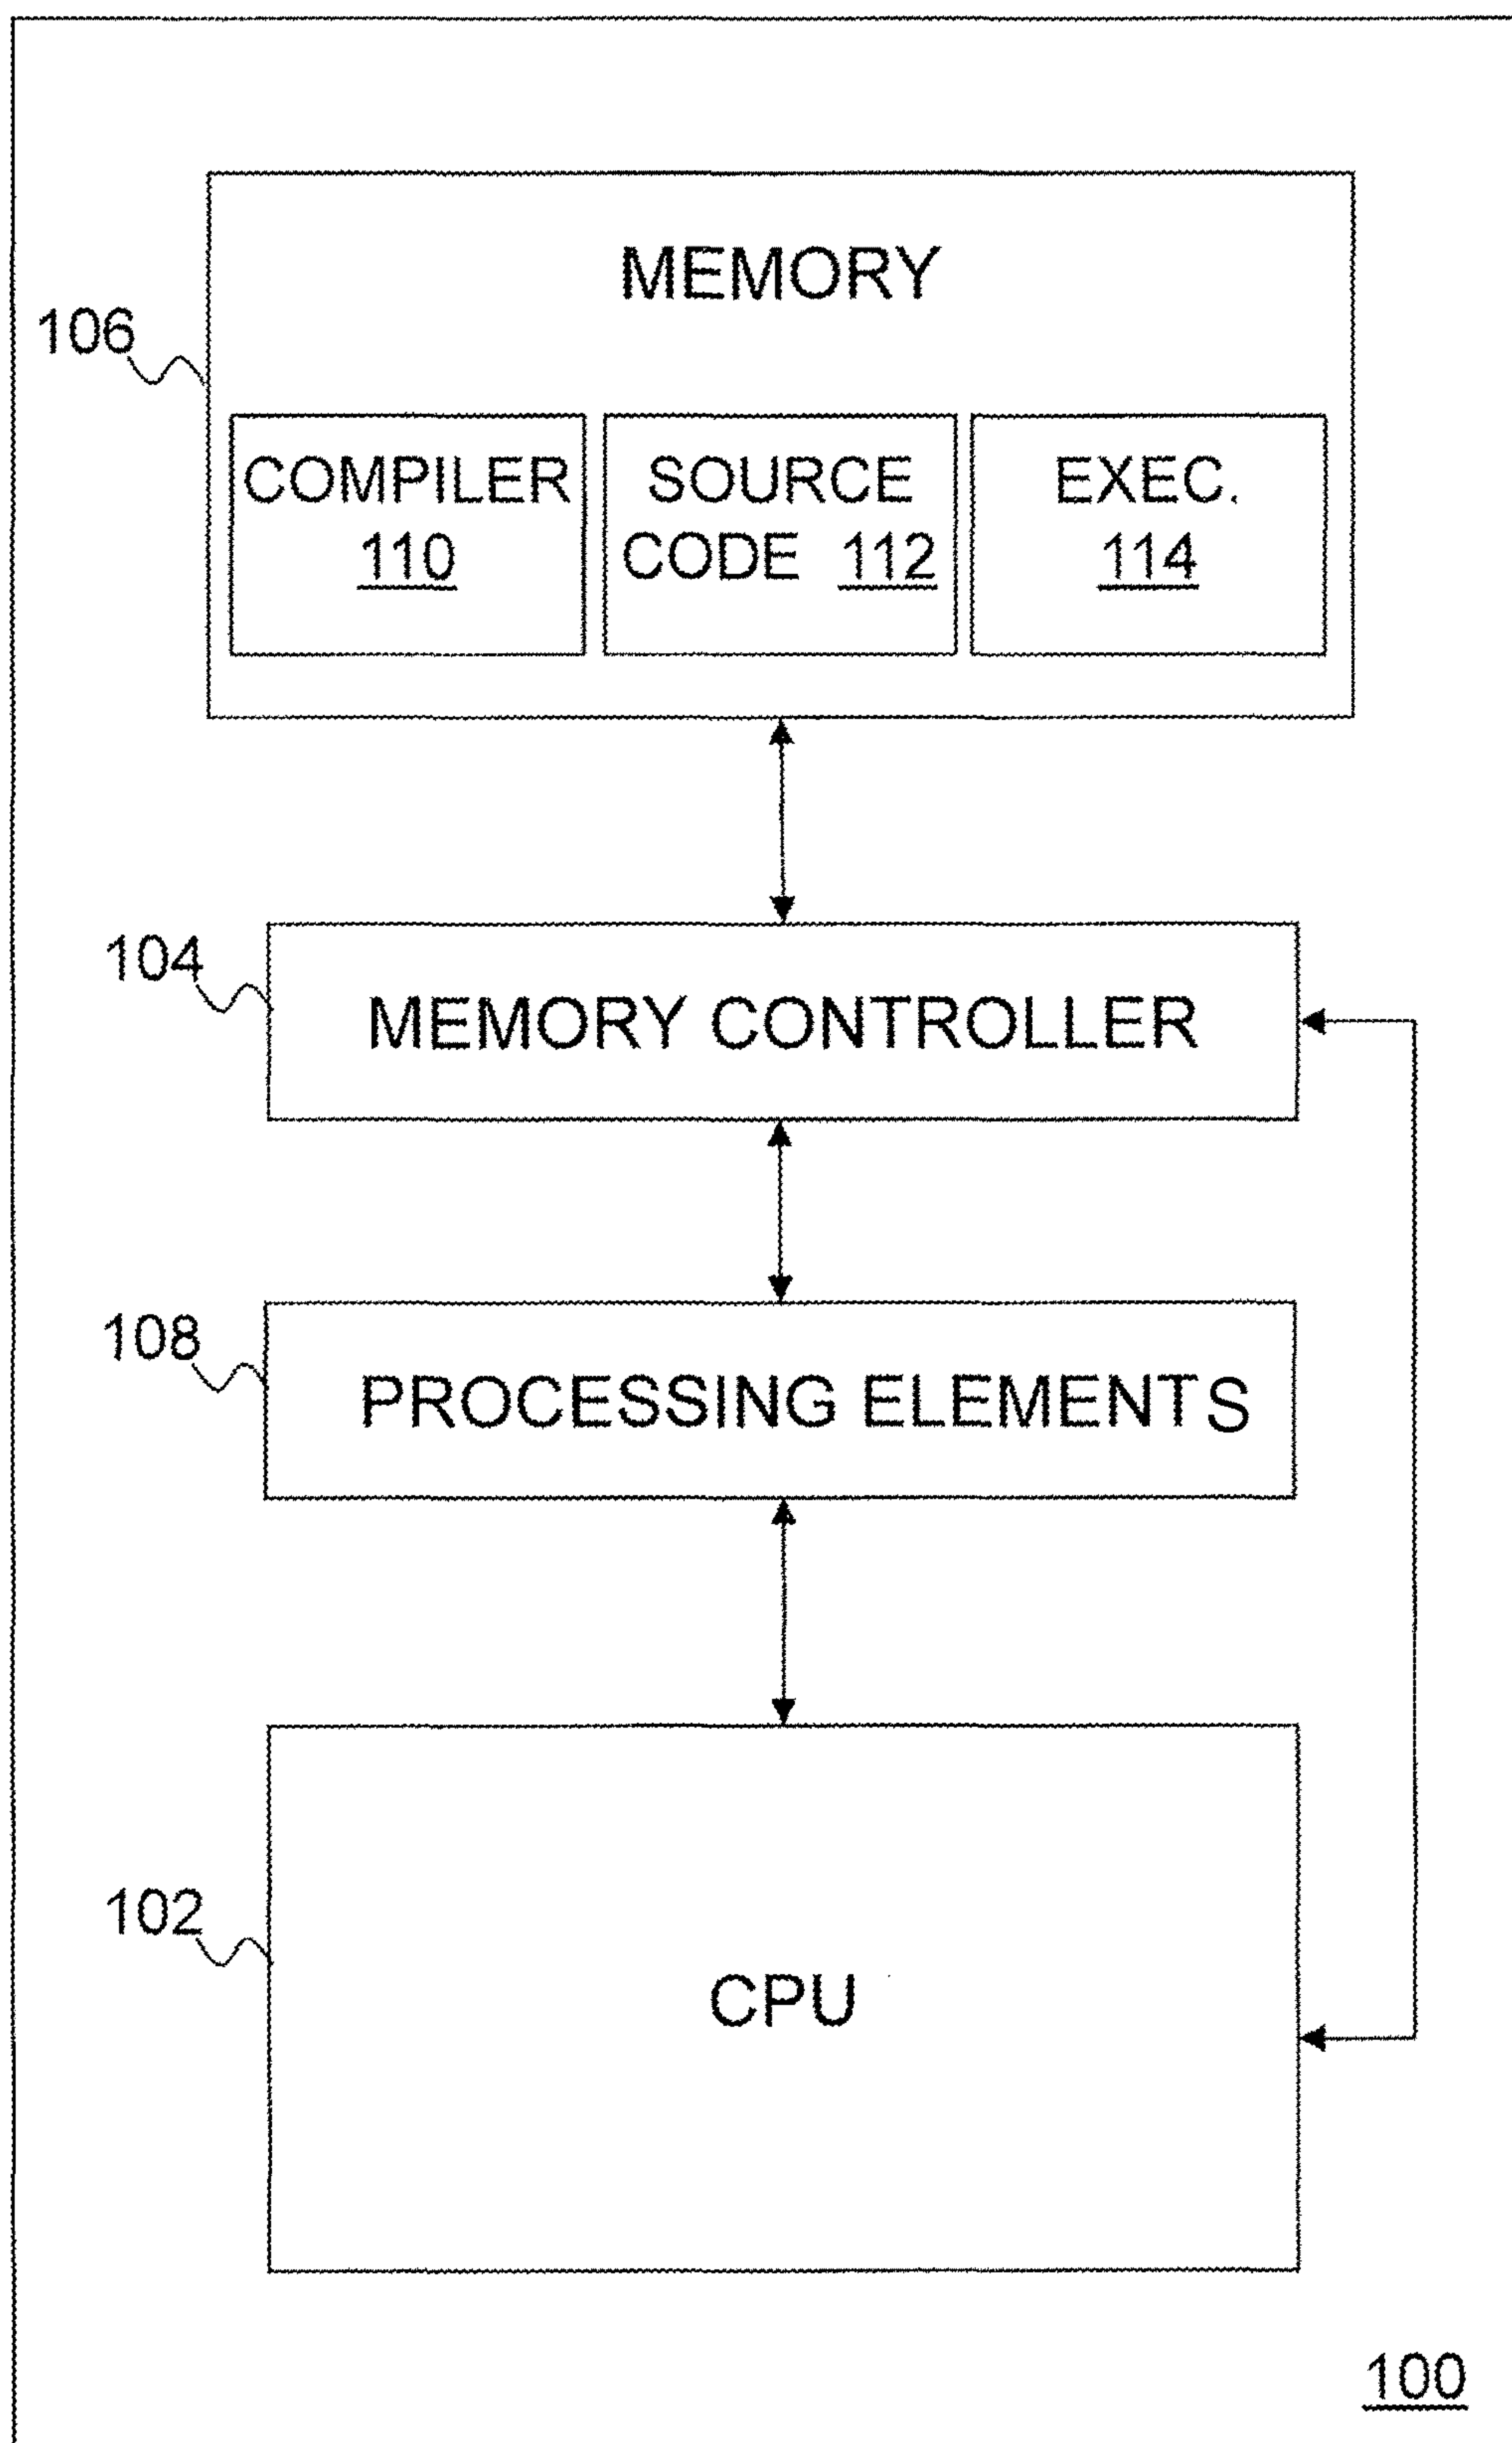 MEMORY
106
COMPILER
110
SOURCE
CODE 112
EXEC.
114
104
MEMORY CONTROLLER
108
PROCESSING ELEMENTS
102
CPU
100